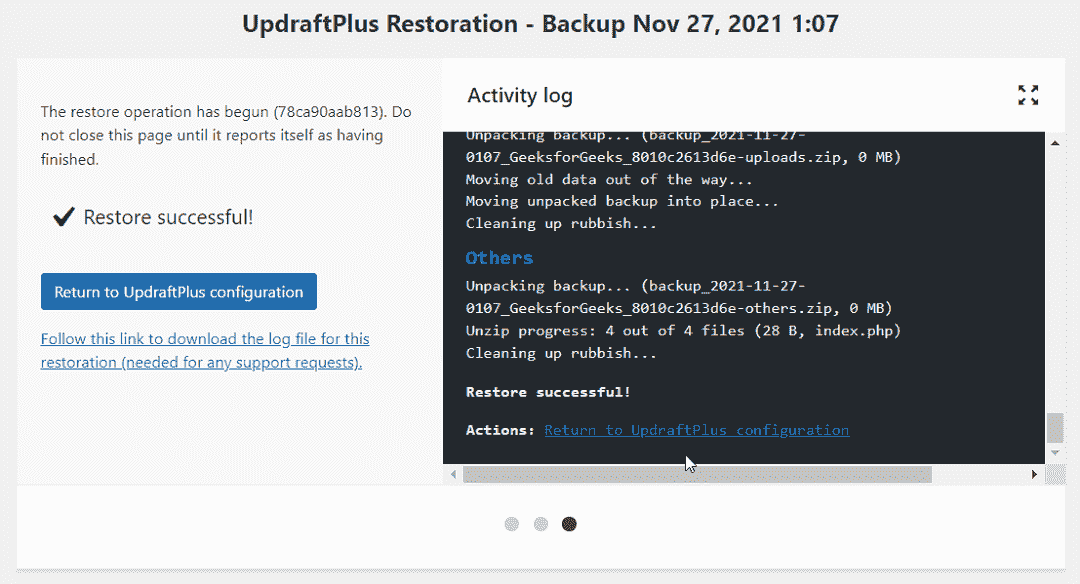 UpdraftPlus Restoration - Backup Nov 27, 2021 1:07
The restore operation has begun (78ca90aab813). Do
not close this page until it reports itself as having
finished.
Restore successful!
Return to UpdraftPlus configuration
Follow this link to download the log file for this
restoration (needed for any support requests).
Activity log
Unpacking backup... (backup_2021-11-27-
0107_GeeksforGeeks_8010c2613d6e-uploads.zip, 0 MB)
Moving old data out of the way...
Moving unpacked backup into place...
Cleaning up rubbish...
Others
Unpacking backup... (backup_2021-11-27-
0107_GeeksforGeeks_8010c2613d6e-others.zip, 0 MB)
Unzip progress: 4 out of 4 files (28 B, index.php)
Cleaning up rubbish...
Restore successful!
Actions: Return to UpdraftPlus configuration